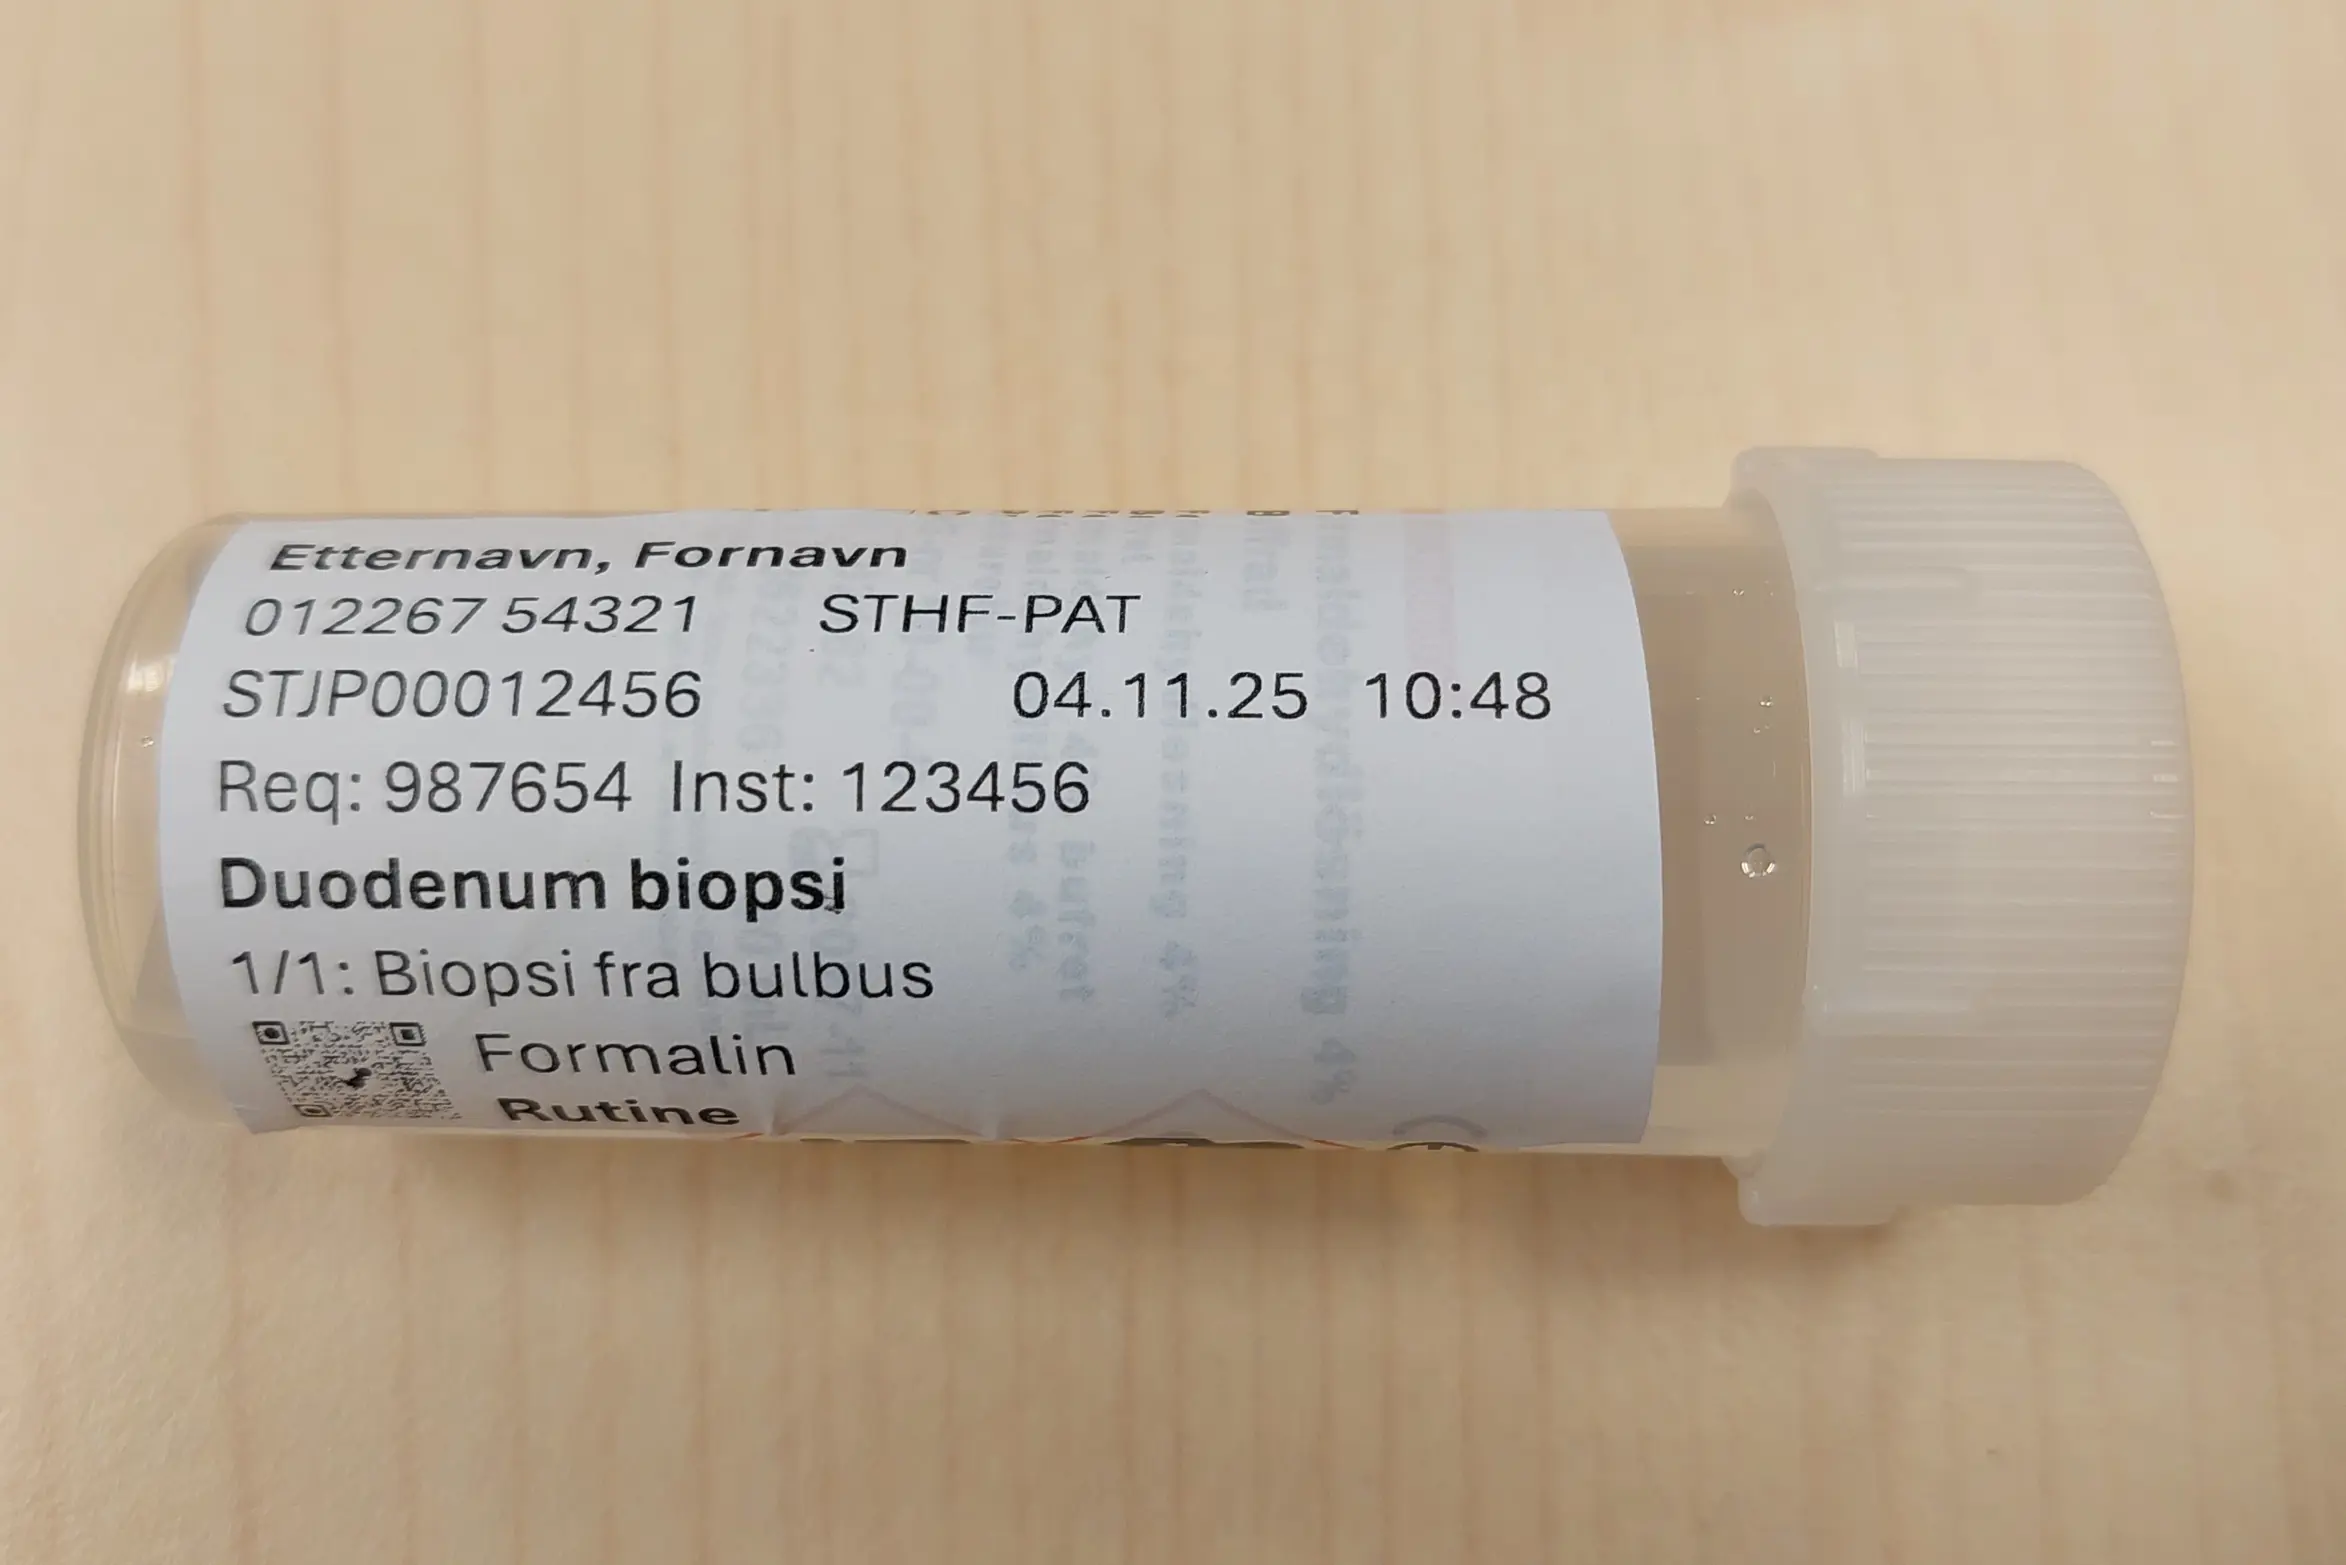 Etternavn, Fornavn
012267 54321 STHF-PAT
STJP00012456 04.11.25 10:48
Req: 987654 Inst: 123456
Duodenum biopsi
1/1: Biopsi fra bulbus
Formalin
Rutine